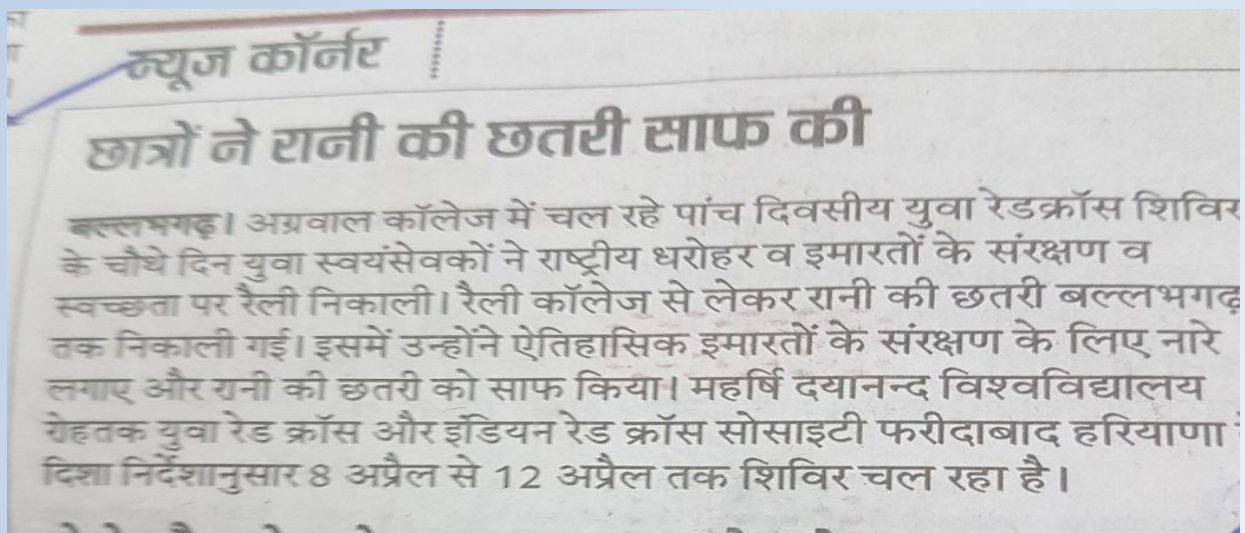 न्यूज कॉर्नर
छात्रों ने रानी की छतरी साफ की
बल्लभगढ़। अग्रवाल कॉलेज में चल रहे पांच दिवसीय युवा रेडक्रॉस शिविर
के चौथे दिन युवा स्वयंसेवकों ने राष्ट्रीय धरोहर व इमारतों के संरक्षण व
स्वच्छता पर रैली निकाली। रैली कॉलेज से लेकर रानी की छतरी बल्लभगढ़
तक निकाली गई। इसमें उन्होंने ऐतिहासिक इमारतों के संरक्षण के लिए नारे
लगाए और रानी की छतरी को साफ किया। महर्षि दयानन्द विश्वविद्यालय
रोहतक युवा रेड क्रॉस और इंडियन रेड क्रॉस सोसाइटी फरीदाबाद हरियाणा
दिशा निर्देशानुसार 8 अप्रैल से 12 अप्रैल तक शिविर चल रहा है।